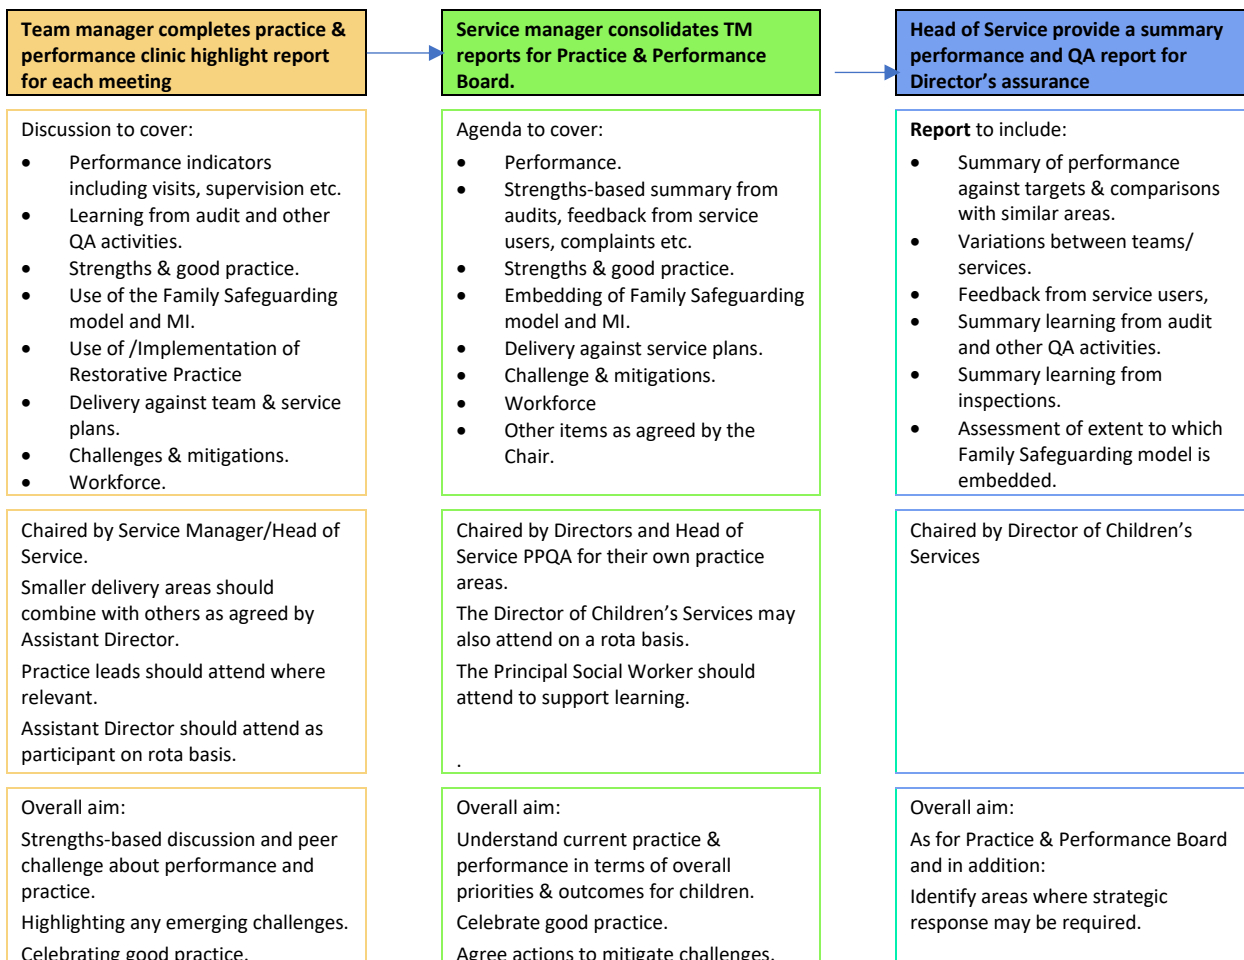 Team manager completes practice &
performance clinic highlight report
for each meeting
Service manager consolidates TM
reports for Practice & Performance
Board.
Head of Service provide a summary
performance and QA report for
Director’s assurance
Discussion to cover:
• Performance indicators
including visits, supervision etc.
• Learning from audit and other
QA activities.
• Strengths & good practice.
• Use of the Family Safeguarding
model and MI.
• Use of /Implementation of
Restorative Practice
• Delivery against team & service
plans.
• Challenges & mitigations.
• Workforce.
Agenda to cover:
• Performance.
• Strengths-based summary from
audits, feedback from service
users, complaints etc.
• Strengths & good practice.
• Embedding of Family Safeguarding
model and MI.
• Delivery against service plans.
• Challenge & mitigations.
• Workforce
• Other items as agreed by the
Chair.
Report to include:
• Summary of performance
against targets & comparisons
with similar areas.
• Variations between teams/
services.
• Feedback from service users,
• Summary learning from audit
and other QA activities.
• Summary learning from
inspections.
• Assessment of extent to which
Family Safeguarding model is
embedded.
Chaired by Service Manager/Head of
Service.
Smaller delivery areas should
combine with others as agreed by
Assistant Director.
Practice leads should attend where
relevant.
Assistant Director should attend as
participant on rota basis.
Chaired by Directors and Head of
Service PPQA for their own practice
areas.
The Director of Children’s Services may
also attend on a rota basis.
The Principal Social Worker should
attend to support learning.
.
Chaired by Director of Children’s
Services
Overall aim:
Strengths-based discussion and peer
challenge about performance and
practice.
Highlighting any emerging challenges.
Celebrating good practice.
Overall aim:
Understand current practice &
performance in terms of overall
priorities & outcomes for children.
Celebrate good practice.
Agree actions to mitigate challenges.
Overall aim:
As for Practice & Performance Board
and in addition:
Identify areas where strategic
response may be required.